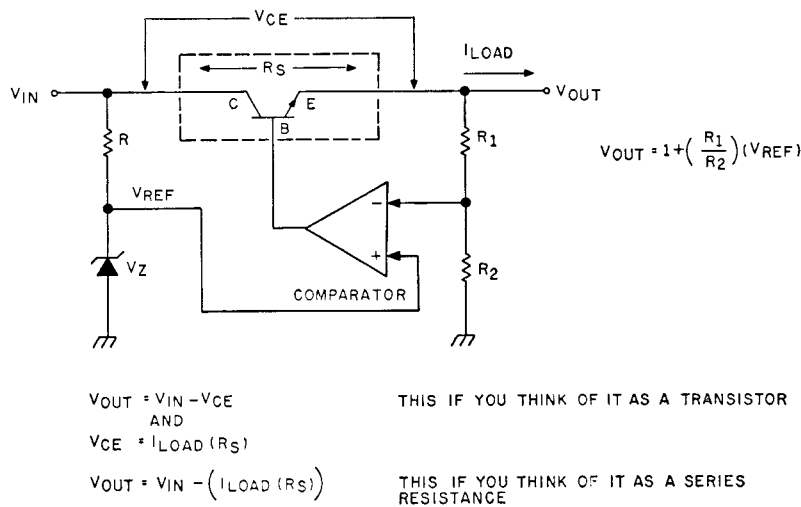 VCE
ILOAD
RS
VIN
C
E
B
VOUT
R
R1
VOUT = 1+(R1/R2)(VREF)
VREF
−
+
VZ
R2
COMPARATOR
VOUT = VIN − VCE
THIS IF YOU THINK OF IT AS A TRANSISTOR
AND
VCE = ILOAD (RS)
VOUT = VIN − (ILOAD (RS))
THIS IF YOU THINK OF IT AS A SERIES
RESISTANCE